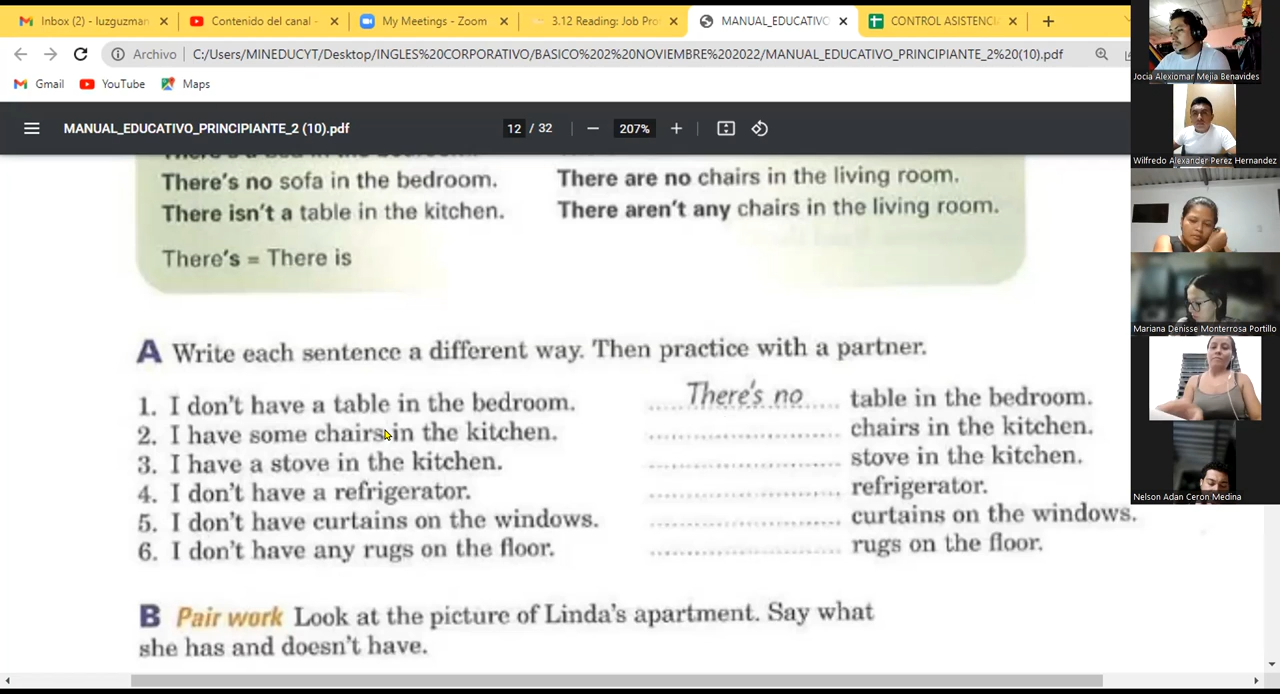 Inbox (2) - luzguzman
Contenido del canal -
My Meetings - Zoom
3.12 Reading: Job Pro
MANUAL_EDUCATIVO
CONTROL ASISTENCI
Archivo
C:/Users/MINEDUCYT/Desktop/INGLES%20CORPORATIVO/BASICO%202%20NOVIEMBRE%202022/MANUAL_EDUCATIVO_PRINCIPIANTE_2%20(10).pdf
Gmail
YouTube
Maps
MANUAL_EDUCATIVO_PRINCIPIANTE_2 (10).pdf
12 / 32
207%
There's no sofa in the bedroom.
There are no chairs in the living room.
There isn't a table in the kitchen.
There aren't any chairs in the living room.
There's = There is
A Write each sentence a different way. Then practice with a partner.
1. I don't have a table in the bedroom. There's no table in the bedroom.
2. I have some chairs in the kitchen. .................... chairs in the kitchen.
3. I have a stove in the kitchen. .................... stove in the kitchen.
4. I don't have a refrigerator. .................... refrigerator.
5. I don't have curtains on the windows. .................... curtains on the windows.
6. I don't have any rugs on the floor. .................... rugs on the floor.
B Pair work Look at the picture of Linda's apartment. Say what
she has and doesn't have.
Jocia Alexiomar Mejia Benavides
Wilfredo Alexander Perez Hernandez
Mariana Denisse Monterrosa Portillo
Nelson Adan Ceron Medina